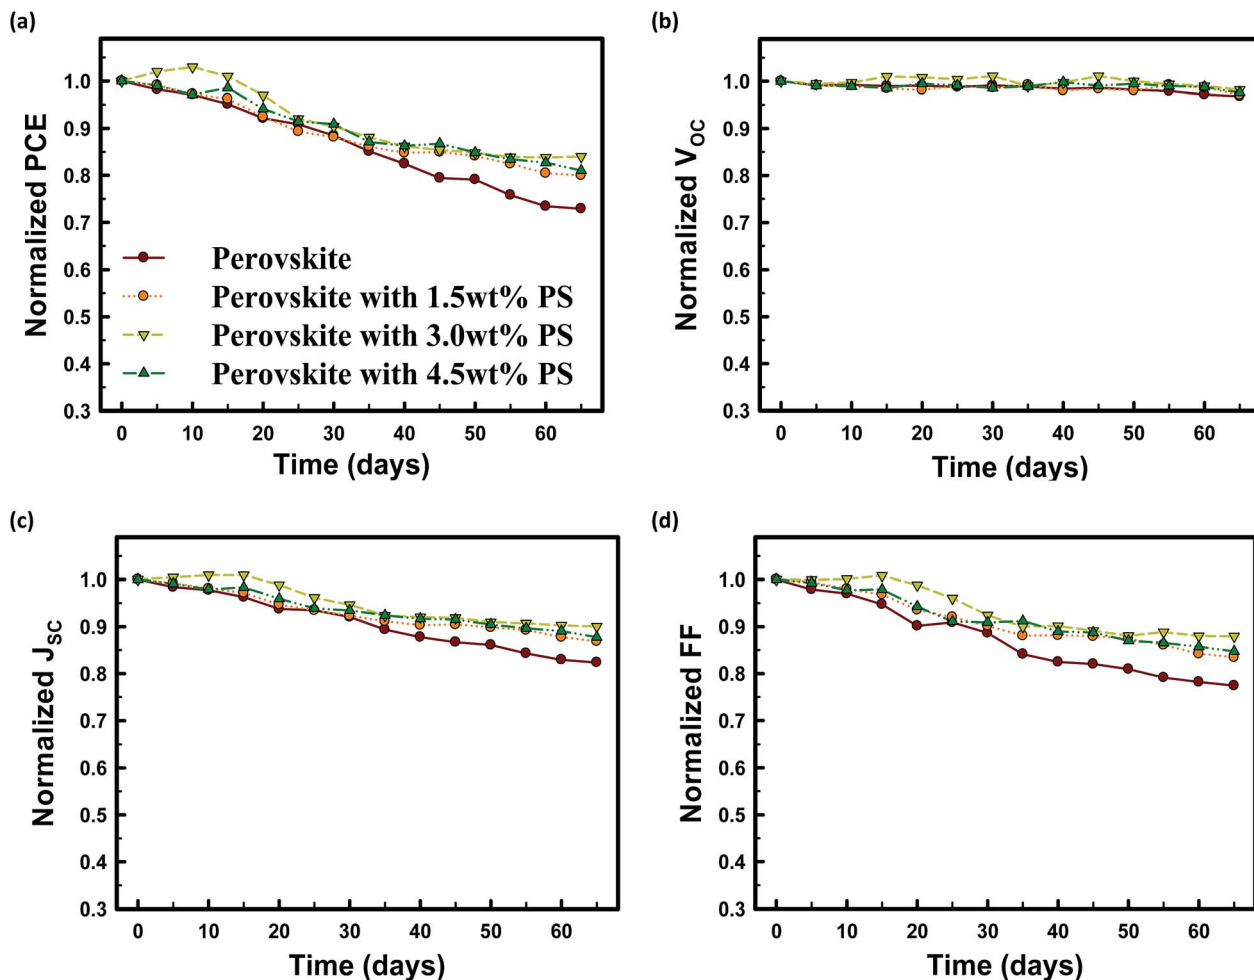 (a)
Normalized PCE
1.0
0.9
0.8
0.7
0.6
0.5
0.4
0.3
Perovskite
Perovskite with 1.5wt% PS
Perovskite with 3.0wt% PS
Perovskite with 4.5wt% PS
0 10 20 30 40 50 60
Time (days)
(b)
Normalized VOC
1.0
0.9
0.8
0.7
0.6
0.5
0.4
0.3
0 10 20 30 40 50 60
Time (days)
(c)
Normalized JSC
1.0
0.9
0.8
0.7
0.6
0.5
0.4
0.3
0 10 20 30 40 50 60
Time (days)
(d)
Normalized FF
1.0
0.9
0.8
0.7
0.6
0.5
0.4
0.3
0 10 20 30 40 50 60
Time (days)